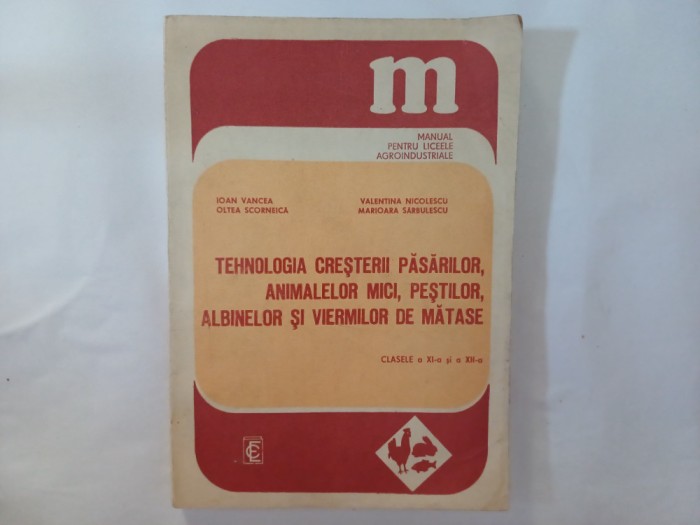 m
MANUAL
PENTRU LICEELE
AGROINDUSTRIALE
IOAN VANCEA
OLTEA SCORNEICĂ
VALENTINA NICOLESCU
MARIOARA SÂRBULESCU
TEHNOLOGIA CREŞTERII PĂSĂRILOR,
ANIMALELOR MICI, PEŞTILOR,
ALBINELOR ŞI VIERMILOR DE MĂTASE
CLASELE a XI-a şi a XII-a